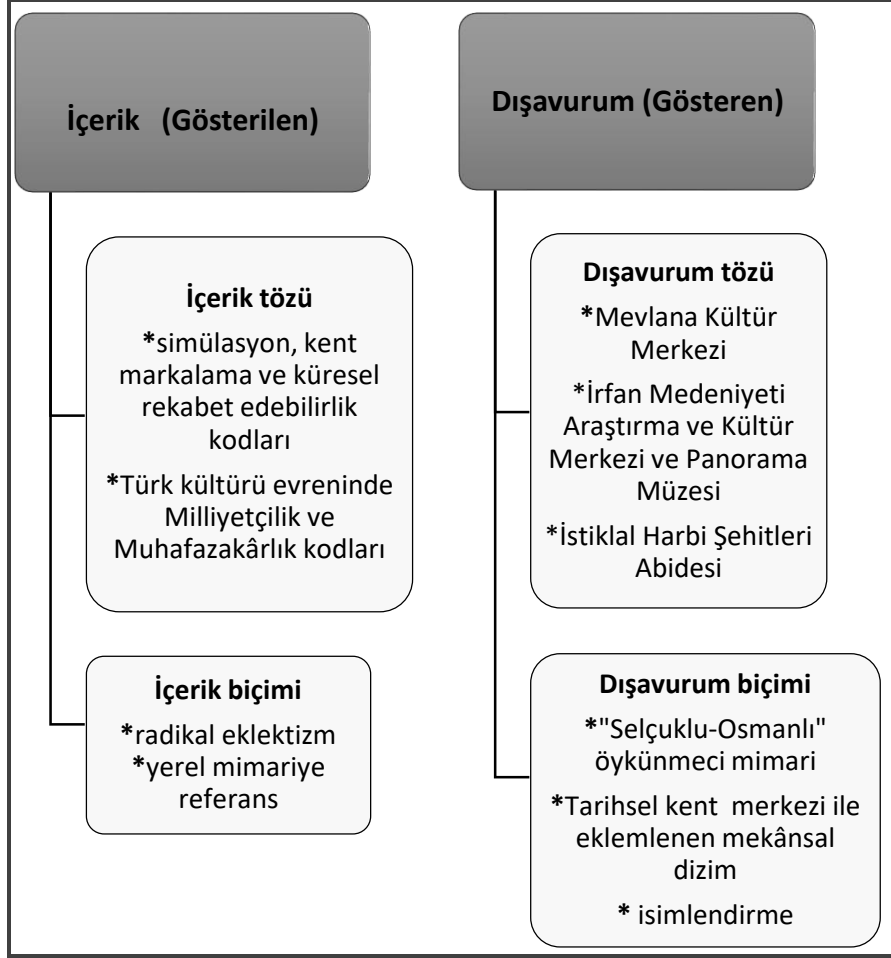 İçerik (Gösterilen)
İçerik tözü
*simülasyon, kent
markalama ve küresel
rekabet edebilirlik
kodları
*Türk kültürü evreninde
Milliyetçilik ve
Muhafazakârlık kodları
İçerik biçimi
*radikal eklektizm
*yerel mimariye
referans
Dışavurum (Gösteren)
Dışavurum tözü
*Mevlana Kültür
Merkezi
*İrfan Medeniyeti
Araştırma ve Kültür
Merkezi ve Panorama
Müzesi
*İstiklal Harbi Şehitleri
Abidesi
Dışavurum biçimi
*"Selçuklu-Osmanlı"
öykünmeci mimari
*Tarihsel kent merkezi ile
eklemlenen mekânsal
dizim
* isimlendirme